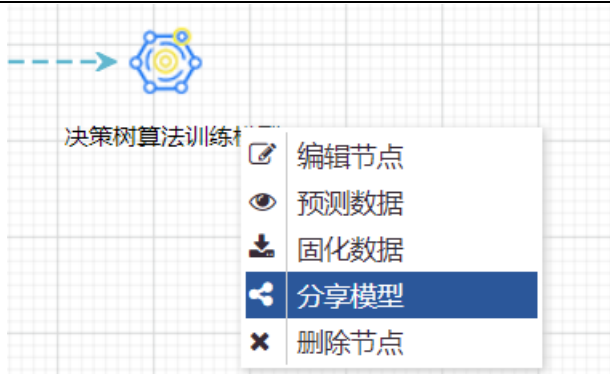 决策树算法训练
编辑节点
预测数据
固化数据
分享模型
删除节点